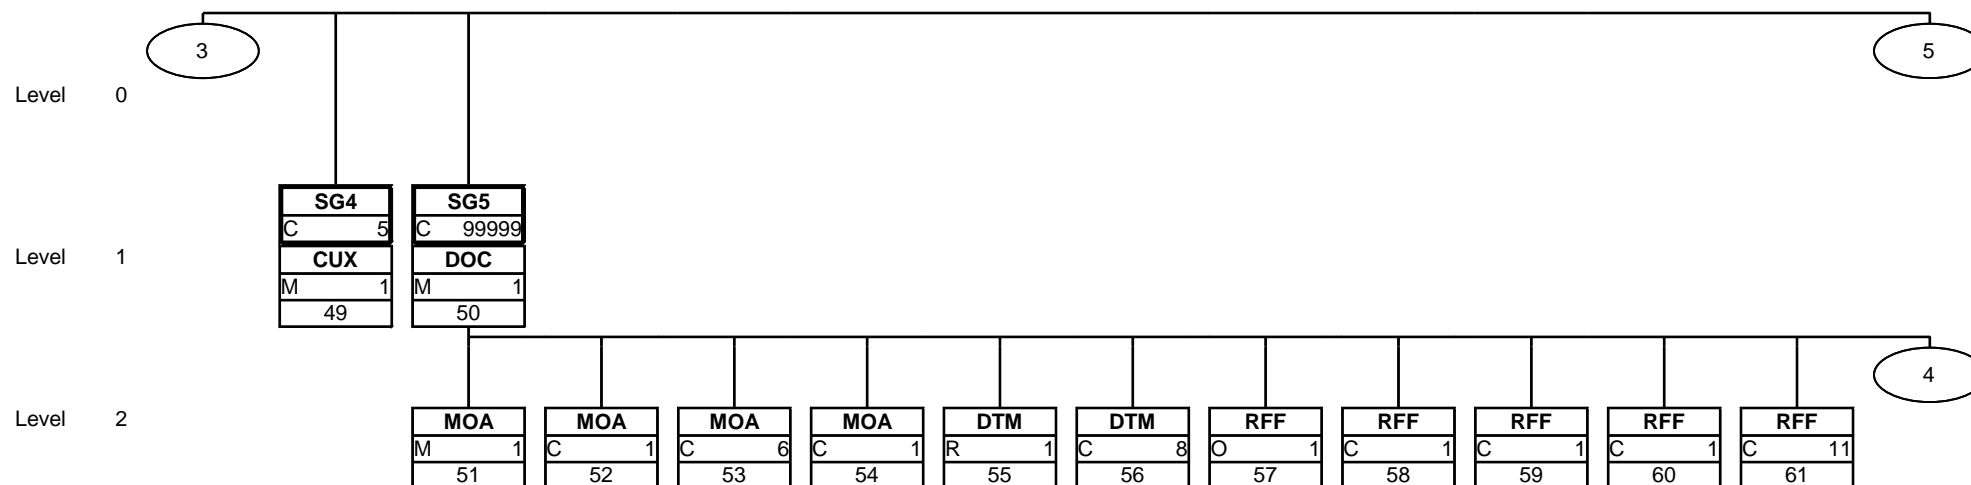 3 5
Level 0
SG4 SG5
C 5 C 99999
Level 1 CUX DOC
M 1 M 1
49 50
4
Level 2 MOA MOA MOA MOA DTM DTM RFF RFF RFF RFF RFF
M 1 C 1 C 6 C 1 R 1 C 8 O 1 C 1 C 1 C 1 C 11
51 52 53 54 55 56 57 58 59 60 61